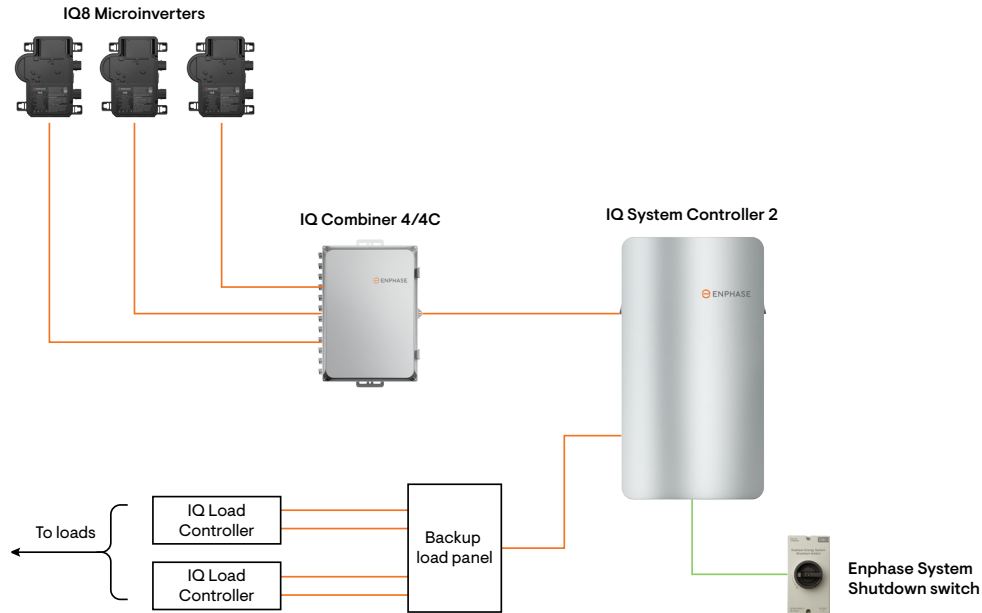 IQ8 Microinverters
IQ Combiner 4/4C
IQ System Controller 2
ENPHASE
ENPHASE
To loads
IQ Load
Controller
IQ Load
Controller
Backup
load panel
Enphase System
Shutdown switch